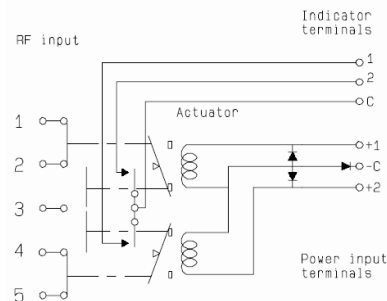 Indicator
terminals
RF input
1
2
C
Actuator
1
2
3
4
5
+1
-C
+2
Power input
terminals